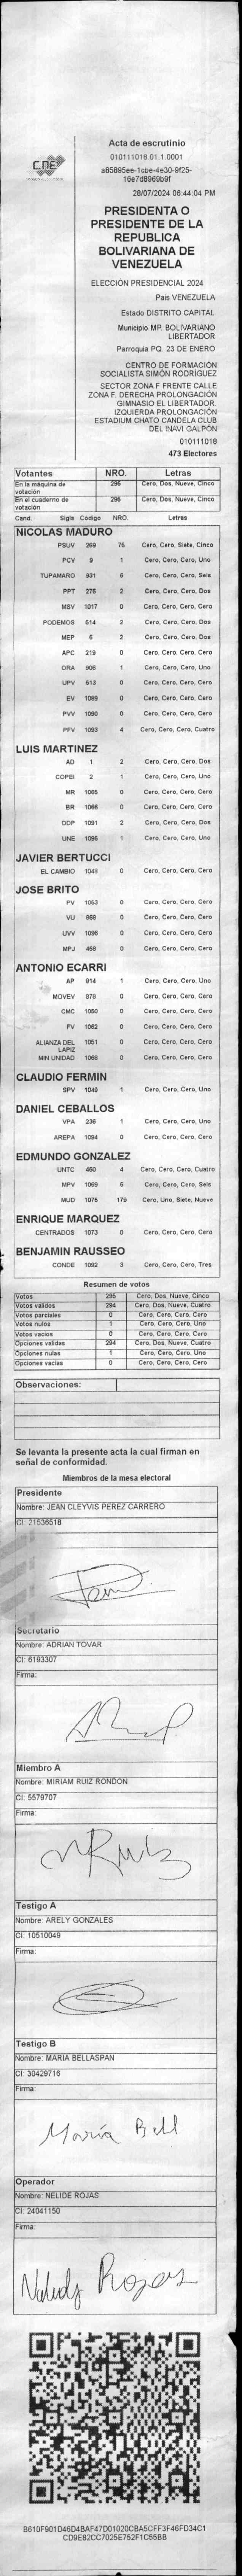 CNE
Acta de escrutinio
010111018.01.1.0001
a85895ee-1cbe-4e30-9f25-
16e7d8969b9f
28/07/2024 06:44:04 PM
PRESIDENTA O
PRESIDENTE DE LA
REPUBLICA
BOLIVARIANA DE
VENEZUELA
ELECCIÓN PRESIDENCIAL 2024
Pais VENEZUELA
Estado DISTRITO CAPITAL
Municipio MP. BOLIVARIANO
LIBERTADOR
Parroquia PQ. 23 DE ENERO
CENTRO DE FORMACIÓN
SOCIALISTA SIMÓN RODRÍGUEZ
SECTOR ZONA F FRENTE CALLE
ZONA F. DERECHA PROLONGACIÓN
GIMNASIO EL LIBERTADOR.
IZQUIERDA PROLONGACIÓN
ESTADIUM CHATO CANDELA CLUB
DEL INAVI GALPÓN
010111018
473 Electores
Votantes NRO. Letras
En la máquina de votación 295 Cero, Dos, Nueve, Cinco
En el cuaderno de votación 295 Cero, Dos, Nueve, Cinco
Cand. Sigla Código NRO. Letras
NICOLAS MADURO
PSUV 269 75 Cero, Cero, Siete, Cinco
PCV 9 1 Cero, Cero, Cero, Uno
TUPAMARO 931 6 Cero, Cero, Cero, Seis
PPT 275 2 Cero, Cero, Cero, Dos
MSV 1017 0 Cero, Cero, Cero, Cero
PODEMOS 514 2 Cero, Cero, Cero, Dos
MEP 6 2 Cero, Cero, Cero, Dos
APC 219 0 Cero, Cero, Cero, Cero
ORA 906 1 Cero, Cero, Cero, Uno
UPV 513 0 Cero, Cero, Cero, Cero
EV 1089 0 Cero, Cero, Cero, Cero
PVV 1090 0 Cero, Cero, Cero, Cero
PFV 1093 4 Cero, Cero, Cero, Cuatro
LUIS MARTINEZ
AD 1 2 Cero, Cero, Cero, Dos
COPEI 2 1 Cero, Cero, Cero, Uno
MR 1065 0 Cero, Cero, Cero, Cero
BR 1066 0 Cero, Cero, Cero, Cero
DDP 1091 2 Cero, Cero, Cero, Dos
UNE 1095 1 Cero, Cero, Cero, Uno
JAVIER BERTUCCI
EL CAMBIO 1048 0 Cero, Cero, Cero, Cero
JOSE BRITO
PV 1053 0 Cero, Cero, Cero, Cero
VU 968 0 Cero, Cero, Cero, Cero
UVV 1096 0 Cero, Cero, Cero, Cero
MPJ 458 0 Cero, Cero, Cero, Cero
ANTONIO ECARRI
AP 914 1 Cero, Cero, Cero, Uno
MOVEV 878 0 Cero, Cero, Cero, Cero
CMC 1050 0 Cero, Cero, Cero, Cero
FV 1062 0 Cero, Cero, Cero, Cero
ALIANZA DEL LAPIZ 1051 0 Cero, Cero, Cero, Cero
MIN UNIDAD 1068 0 Cero, Cero, Cero, Cero
CLAUDIO FERMIN
SPV 1049 1 Cero, Cero, Cero, Uno
DANIEL CEBALLOS
VPA 236 1 Cero, Cero, Cero, Uno
AREPA 1094 0 Cero, Cero, Cero, Cero
EDMUNDO GONZALEZ
UNTC 460 4 Cero, Cero, Cero, Cuatro
MPV 1069 6 Cero, Cero, Cero, Seis
MUD 1075 179 Cero, Uno, Siete, Nueve
ENRIQUE MARQUEZ
CENTRADOS 1073 0 Cero, Cero, Cero, Cero
BENJAMIN RAUSSEO
CONDE 1092 3 Cero, Cero, Cero, Tres
Resumen de votos
Votos 295 Cero, Dos, Nueve, Cinco
Votos validos 294 Cero, Dos, Nueve, Cuatro
Votos parciales 0 Cero, Cero, Cero, Cero
Votos nulos 1 Cero, Cero, Cero, Uno
Votos vacios 0 Cero, Cero, Cero, Cero
Opciones validas 294 Cero, Dos, Nueve, Cuatro
Opciones nulas 1 Cero, Cero, Cero, Uno
Opciones vacias 0 Cero, Cero, Cero, Cero
Observaciones:
Se levanta la presente acta la cual firman en
señal de conformidad.
Miembros de la mesa electoral
Presidente
Nombre: JEAN CLEYVIS PEREZ CARRERO
CI: 21536518
Secretario
Nombre: ADRIAN TOVAR
CI: 6193307
Firma:
Miembro A
Nombre: MIRIAM RUIZ RONDON
CI: 5579707
Firma:
MRuiz
Testigo A
Nombre: ARELY GONZALES
CI: 10510049
Firma:
Testigo B
Nombre: MARIA BELLASPAN
CI: 30429716
Firma:
María Bell
Operador
Nombre: NELIDE ROJAS
CI: 24041150
Firma:
Rojas
B610F901D46D4BAF47D01020CBA5CFF3F46FD34C1
CD9E82CC7025E752F1C55BB